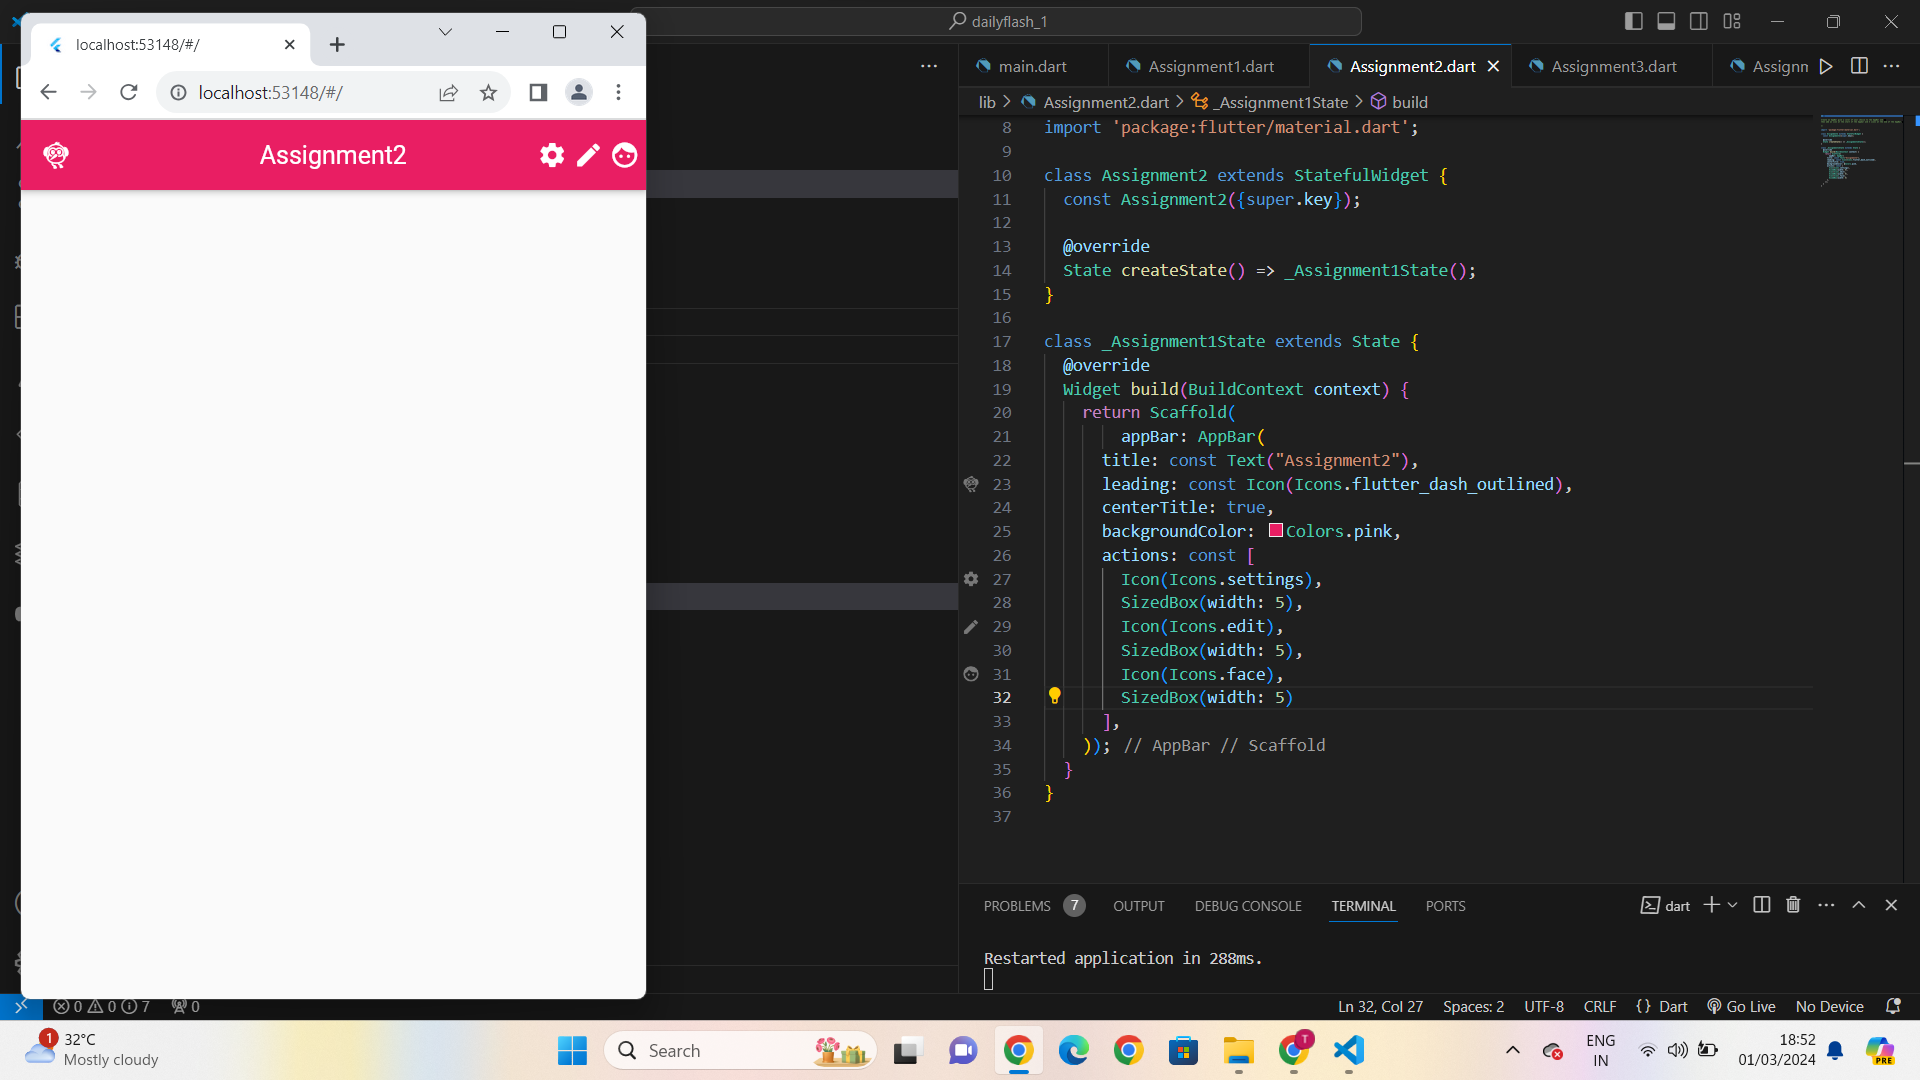 localhost:53148/#/
localhost:53148/#/
Assignment2
dailyflash_1
main.dart
Assignment1.dart
Assignment2.dart
Assignment3.dart
Assignn
lib > Assignment2.dart > _Assignment1State > build
8 import 'package:flutter/material.dart';
9
10 class Assignment2 extends StatefulWidget {
11 const Assignment2({super.key});
12
13 @override
14 State createState() => _Assignment1State();
15 }
16
17 class _Assignment1State extends State {
18 @override
19 Widget build(BuildContext context) {
20 return Scaffold(
21 appBar: AppBar(
22 title: const Text("Assignment2"),
23 leading: const Icon(Icons.flutter_dash_outlined),
24 centerTitle: true,
25 backgroundColor: Colors.pink,
26 actions: const [
27 Icon(Icons.settings),
28 SizedBox(width: 5),
29 Icon(Icons.edit),
30 SizedBox(width: 5),
31 Icon(Icons.face),
32 SizedBox(width: 5)
33 ],
34 )); // AppBar // Scaffold
35 }
36 }
37
PROBLEMS 7 OUTPUT DEBUG CONSOLE TERMINAL PORTS
dart
Restarted application in 288ms.
0 0 7 0
Ln 32, Col 27 Spaces: 2 UTF-8 CRLF {} Dart Go Live No Device
1
32°C
Mostly cloudy
Search
T
ENG
IN
18:52
01/03/2024
PRE